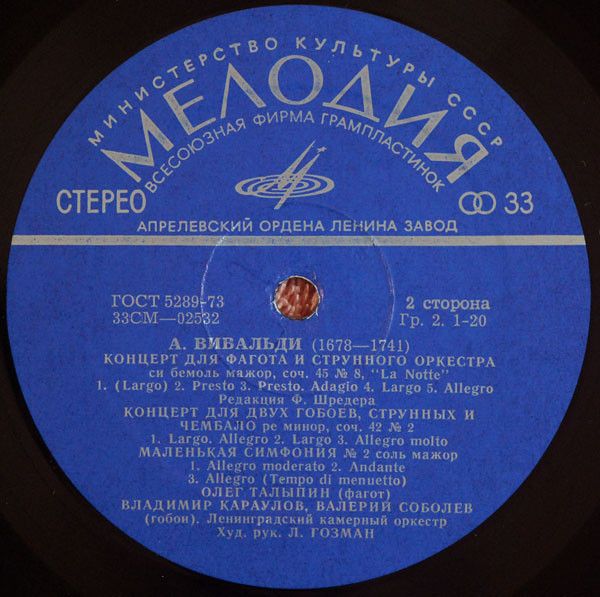 МИНИСТЕРСТВО КУЛЬТУРЫ СССР
МЕЛОДИЯ
ВСЕСОЮЗНАЯ ФИРМА ГРАМПЛАСТИНОК
СТЕРЕО 33
АПРЕЛЕВСКИЙ ОРДЕНА ЛЕНИНА ЗАВОД
ГОСТ 5289-73 2 сторона
33СМ—02532 Гр. 2. 1-20
А. ВИВАЛЬДИ (1678—1741)
КОНЦЕРТ ДЛЯ ФАГОТА И СТРУННОГО ОРКЕСТРА
си бемоль мажор, соч. 45 № 8, "La Notte"
1. (Largo) 2. Presto 3. Presto. Adagio 4. Largo 5. Allegro
Редакция Ф. Шредера
КОНЦЕРТ ДЛЯ ДВУХ ГОБОЕВ, СТРУННЫХ И
ЧЕМБАЛО ре минор, соч. 42 № 2
1. Largo. Allegro 2. Largo 3. Allegro molto
МАЛЕНЬКАЯ СИМФОНИЯ № 2 соль мажор
1. Allegro moderato 2. Andante
3. Allegro (Tempo di menuetto)
ОЛЕГ ТАЛЫПИН (фагот)
ВЛАДИМИР КАРАУЛОВ, ВАЛЕРИЙ СОБОЛЕВ
(гобои). Ленинградский камерный оркестр
Худ. рук. Л. ГОЗМАН